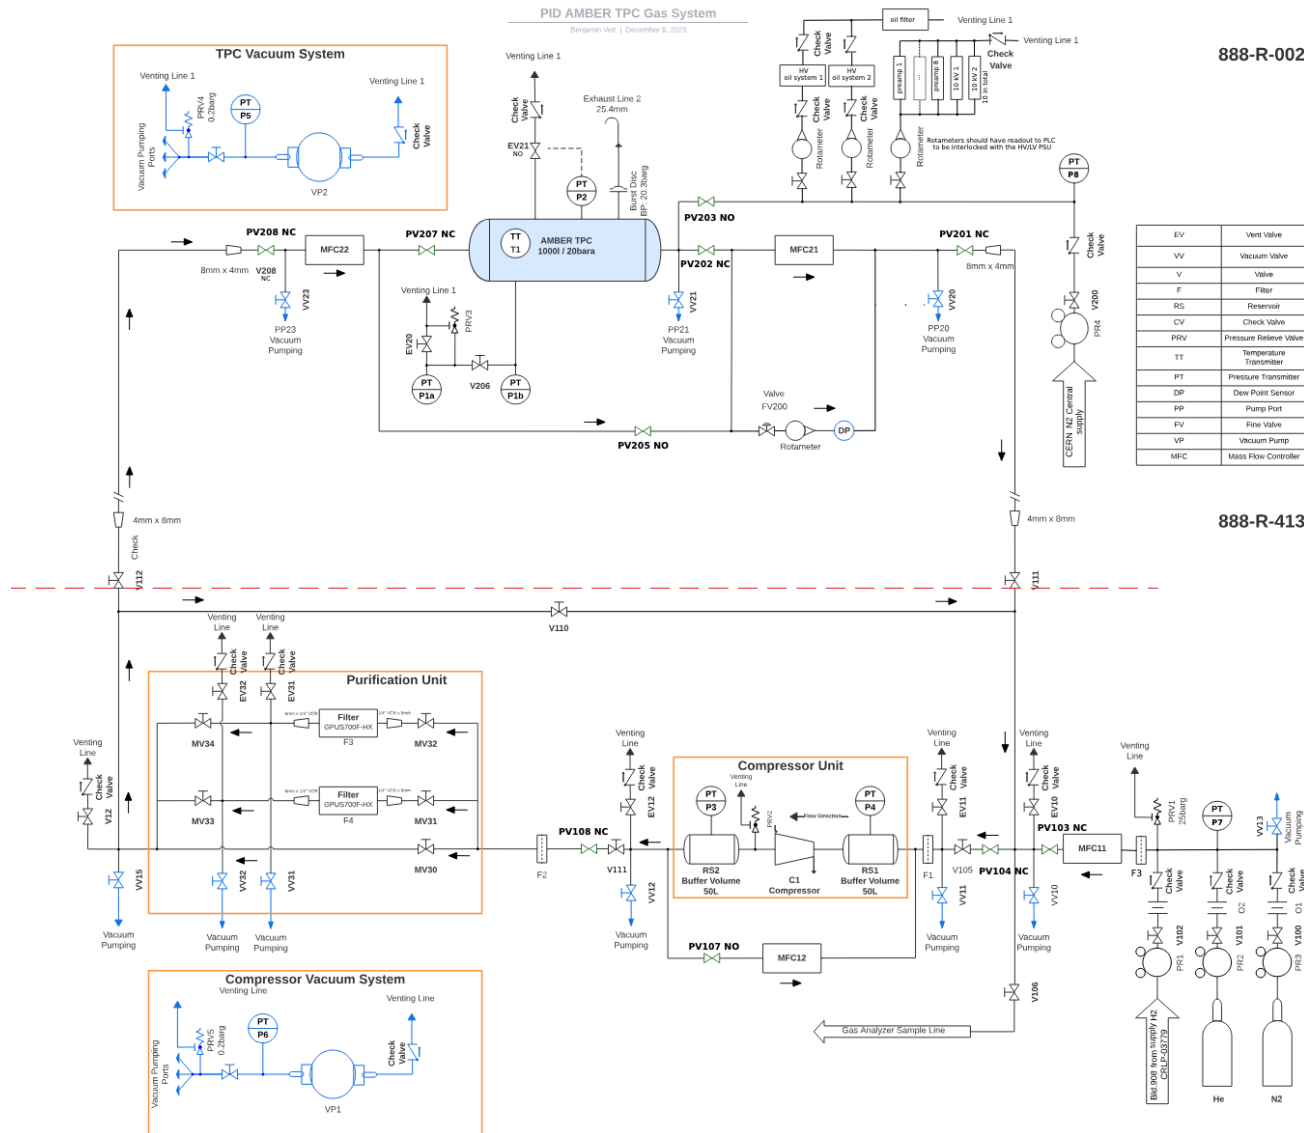 PID AMBER TPC Gas System
Benjamin Veit | December 8, 2023
888-R-002
TPC Vacuum System
Venting Line 1
PRV4
0.2barg
PT
P5
Venting Line 1
Check
Valve
Vacuum Pumping
Ports
VP2
Venting Line 1
Check
Valve
EV21
NO
PT
P2
Exhaust Line 2
25.4mm
Burst Disc
BP: 20.3barg
oil filter
Venting Line 1
Check
Valve
HV
oil system 1
HV
oil system 2
Check
Valve
Check
Valve
Rotameter
Rotameter
Rotameter
preamp 1
...
preamp 8
10 kV 1
10 kV 2
10 in total
Check
Valve
Venting Line 1
Rotameters should have readout to PLC
to be interlocked with the HV/LV PSU
PT
P8
Check
Valve
V200
PR4
CERN N2 Central
supply
PV203 NO
PV208 NC
8mm x 4mm
V208
NC
MFC22
PV207 NC
TT
T1
AMBER TPC
1000l / 20bara
PV202 NC
MFC21
PV201 NC
8mm x 4mm
VV23
PP23
Vacuum
Pumping
Venting Line 1
PRV3
EV20
V206
PT
P1a
PT
P1b
VV21
PP21
Vacuum
Pumping
VV20
PP20
Vacuum
Pumping
Valve
FV200
Rotameter
DP
PV205 NO
EV Vent Valve
VV Vacuum Valve
V Valve
F Filter
RS Reservoir
CV Check Valve
PRV Pressure Relieve Valve
TT Temperature
Transmitter
PT Pressure Transmitter
DP Dew Point Sensor
PP Pump Port
FV Fine Valve
VP Vacuum Pump
MFC Mass Flow Controller
888-R-413
4mm x 8mm
Check
V112
4mm x 8mm
V111
V110
Venting
Line
Venting
Line
Check
Valve
Check
Valve
EV32
EV31
Purification Unit
Filter
GPUS700F-HX
F3
MV34
MV32
Filter
GPUS700F-HX
F4
MV33
MV31
MV30
Venting
Line
Check
Valve
V12
VV15
Vacuum
Pumping
VV32
VV31
Vacuum
Pumping
Vacuum
Pumping
F2
PV108 NC
V111
Venting
Line
Check
Valve
EV12
VV12
Vacuum
Pumping
Compressor Unit
PT
P3
Venting
Line
PRV2
Flow Direction
PT
P4
RS2
Buffer Volume
50L
C1
Compressor
RS1
Buffer Volume
50L
F1
PV107 NO
MFC12
Venting
Line
Check
Valve
EV11
V105
VV11
Vacuum
Pumping
PV104 NC
Venting
Line
Check
Valve
EV10
VV10
Vacuum
Pumping
PV103 NC
MFC11
F3
Venting
Line
PRV1
25barg
PT
P7
VV13
Vacuum
Pumping
Check
Valve
Check
Valve
Check
Valve
O2
O1
V102
V101
V100
PR1
PR2
PR3
Bld.908 from supply H2
CRLP-03779
He
N2
V106
Gas Analyzer Sample Line
Compressor Vacuum System
Venting Line
PRV5
0.2barg
PT
P6
Venting Line
Check
Valve
Vacuum Pumping
Ports
VP1